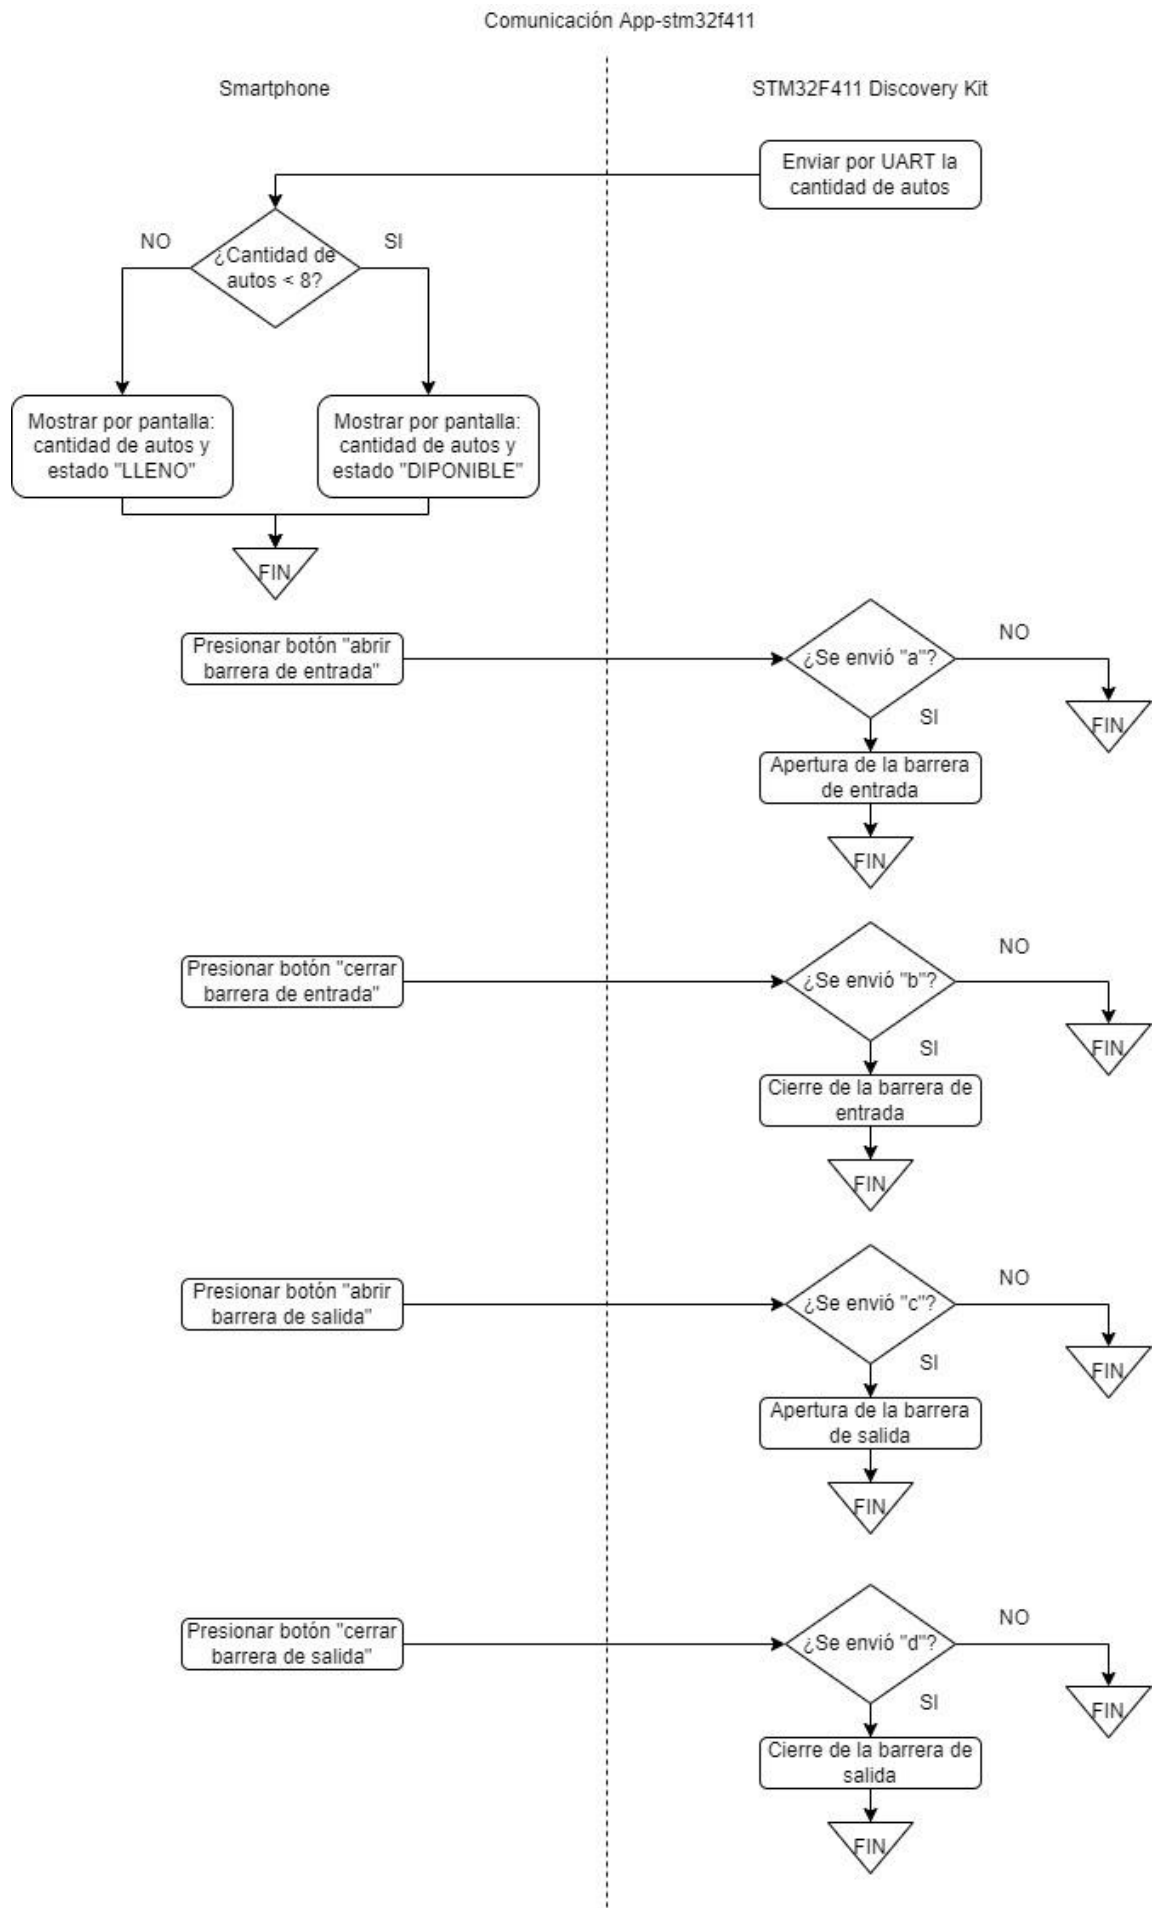 Comunicación App-stm32f411
Smartphone
STM32F411 Discovery Kit
Enviar por UART la
cantidad de autos
NO
SI
¿Cantidad de
autos < 8?
Mostrar por pantalla:
cantidad de autos y
estado "LLENO"
Mostrar por pantalla:
cantidad de autos y
estado "DIPONIBLE"
FIN
Presionar botón "abrir
barrera de entrada"
¿Se envió "a"?
NO
FIN
SI
Apertura de la barrera
de entrada
FIN
Presionar botón "cerrar
barrera de entrada"
¿Se envió "b"?
NO
FIN
SI
Cierre de la barrera de
entrada
FIN
Presionar botón "abrir
barrera de salida"
¿Se envió "c"?
NO
FIN
SI
Apertura de la barrera
de salida
FIN
Presionar botón "cerrar
barrera de salida"
¿Se envió "d"?
NO
FIN
SI
Cierre de la barrera de
salida
FIN